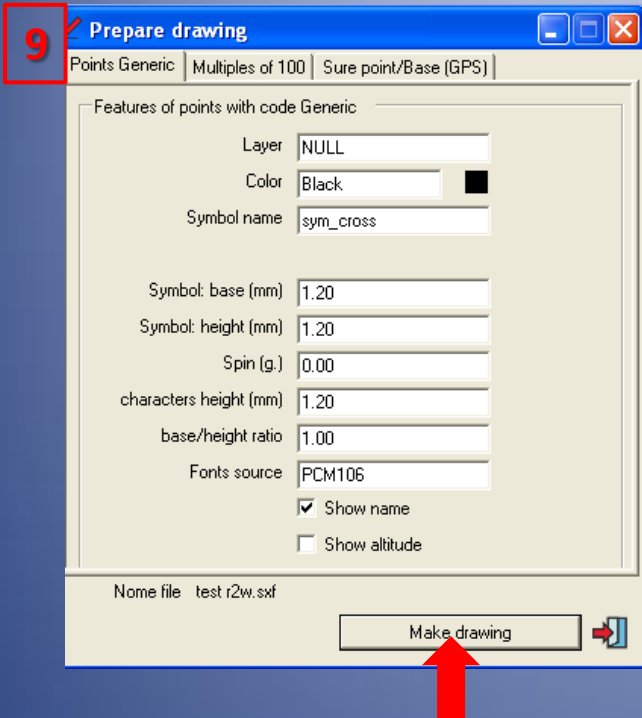 9
Prepare drawing
Points Generic Multiples of 100 Sure point/Base (GPS)
Features of points with code Generic
Layer NULL
Color Black
Symbol name sym_cross
Symbol: base (mm) 1.20
Symbol: height (mm) 1.20
Spin (g.) 0.00
characters height (mm) 1.20
base/height ratio 1.00
Fonts source PCM106
Show name
Show altitude
Nome file test r2w.sxf
Make drawing